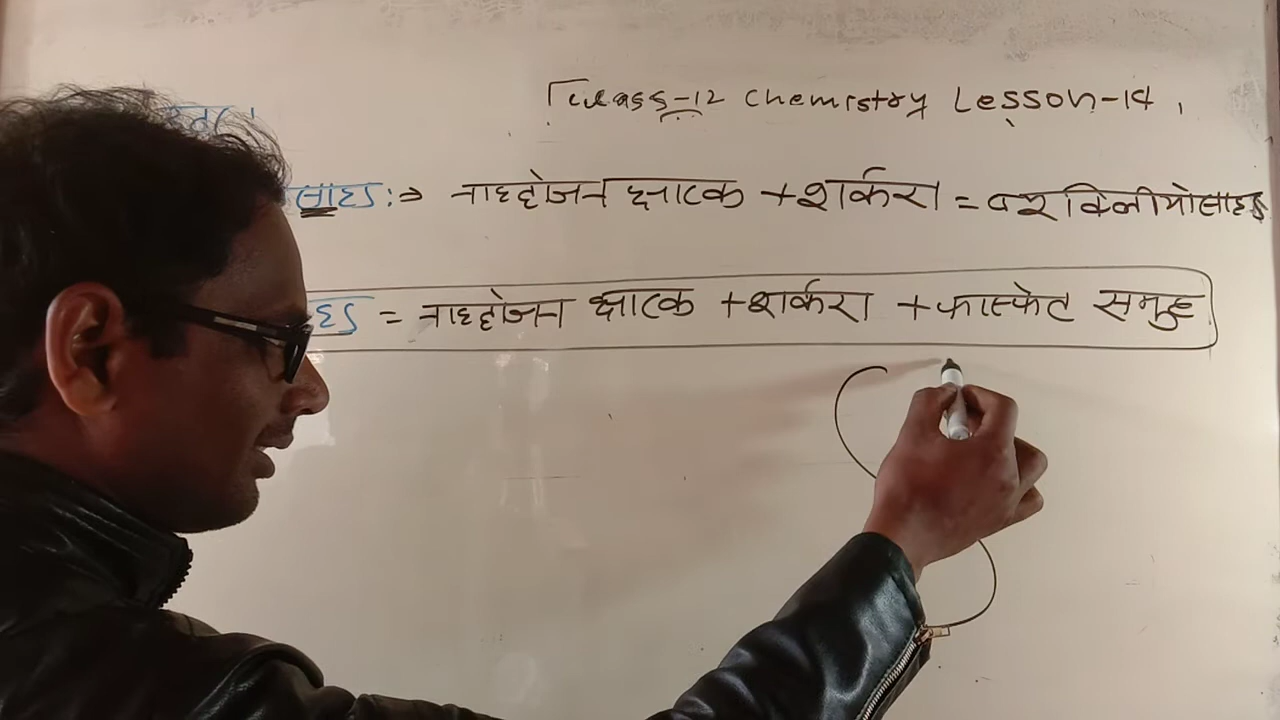 Class-12 Chemistry Lesson-14
साइड :⇒ नाइट्रोजन क्षारक + शर्करा =
= नाइट्रोजन क्षारक + शर्करा + फास्फेट समुह